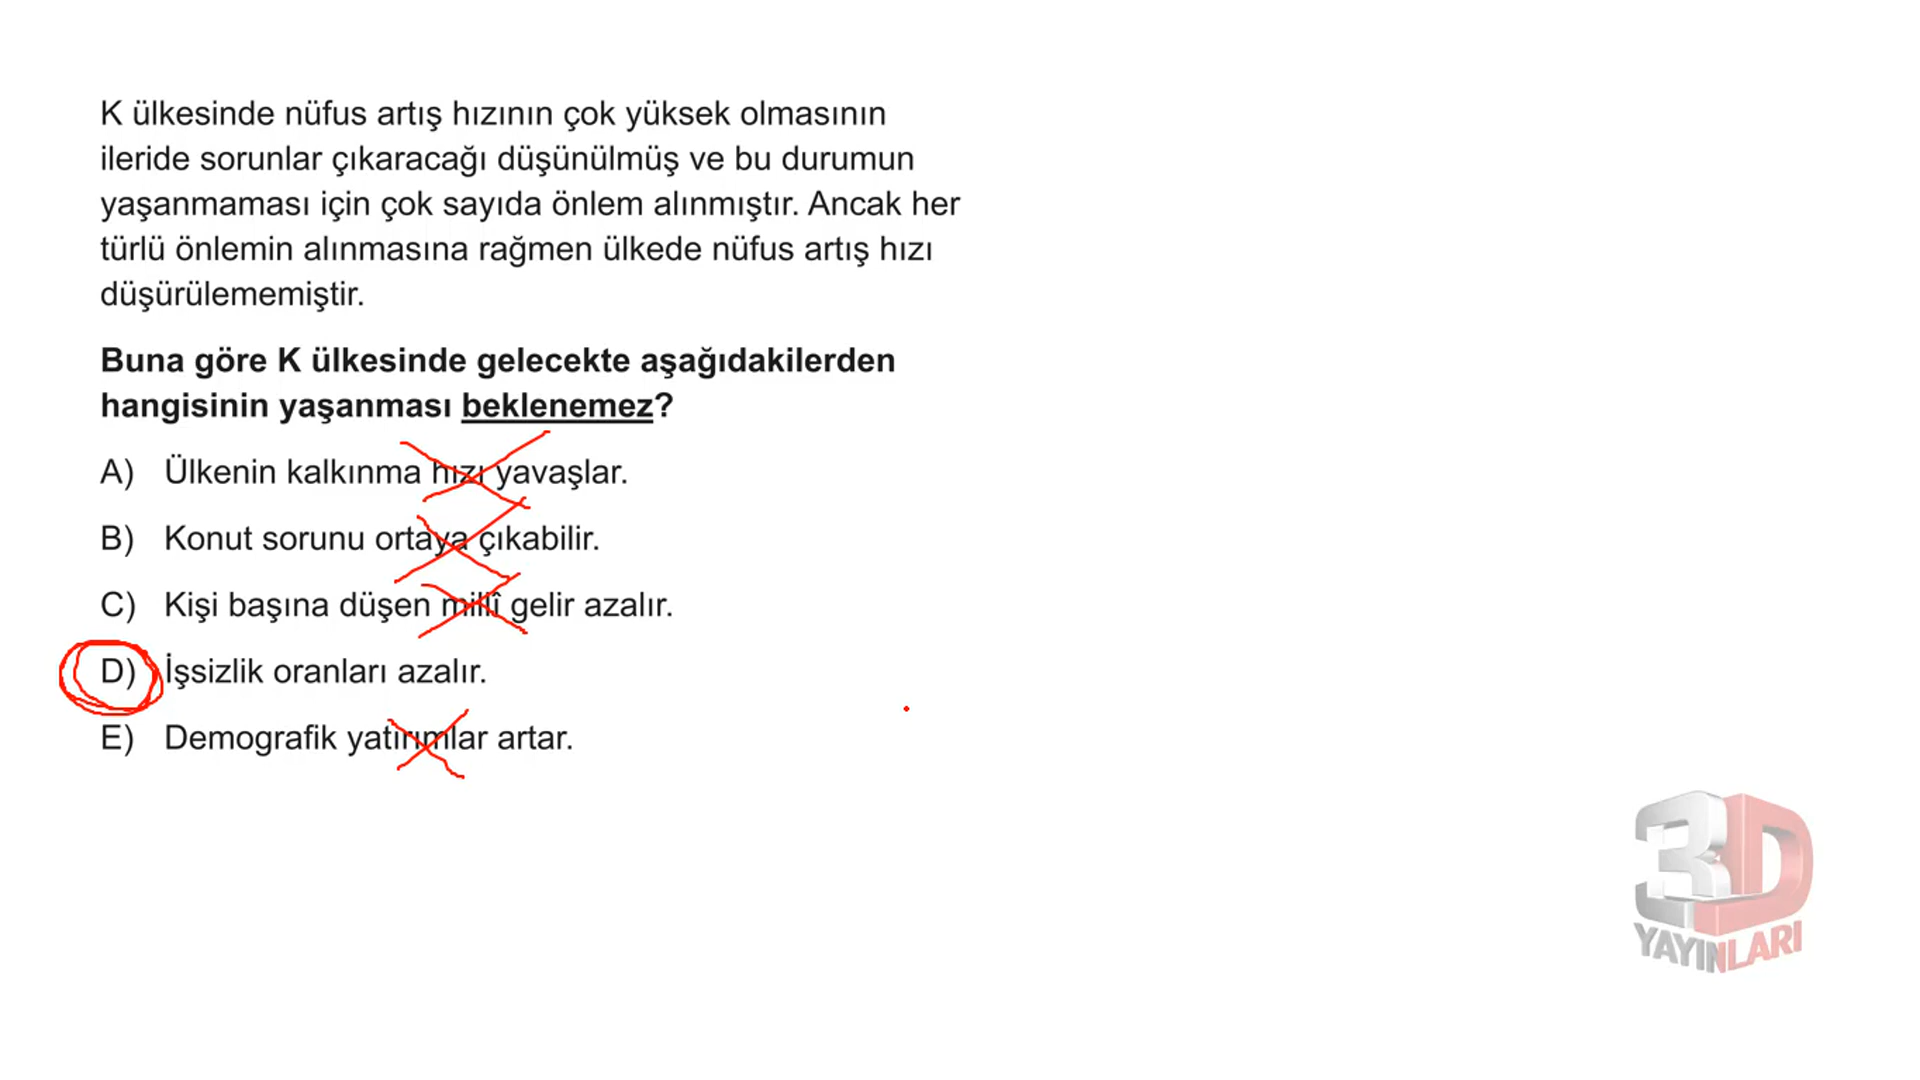 K ülkesinde nüfus artış hızının çok yüksek olmasının
ileride sorunlar çıkaracağı düşünülmüş ve bu durumun
yaşanmaması için çok sayıda önlem alınmıştır. Ancak her
türlü önlemin alınmasına rağmen ülkede nüfus artış hızı
düşürülememiştir.
Buna göre K ülkesinde gelecekte aşağıdakilerden
hangisinin yaşanması beklenemez?
A) Ülkenin kalkınma hızı yavaşlar.
B) Konut sorunu ortaya çıkabilir.
C) Kişi başına düşen millî gelir azalır.
D) İşsizlik oranları azalır.
E) Demografik yatırımlar artar.
3D
YAYINLARI